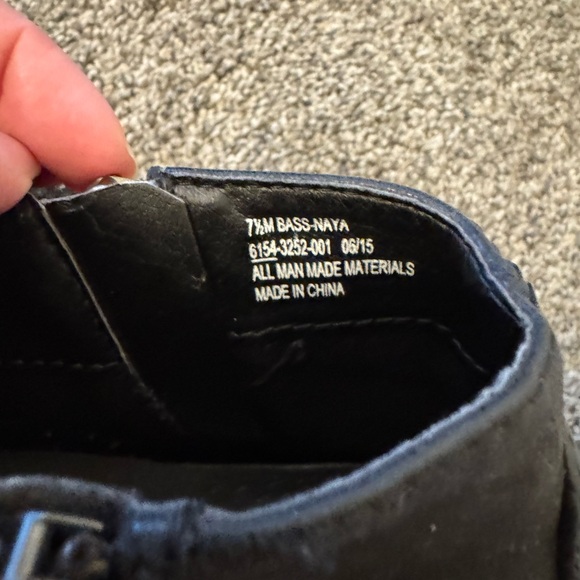 7½M BASS-NAYA
6154-3252-001 06/15
ALL MAN MADE MATERIALS
MADE IN CHINA